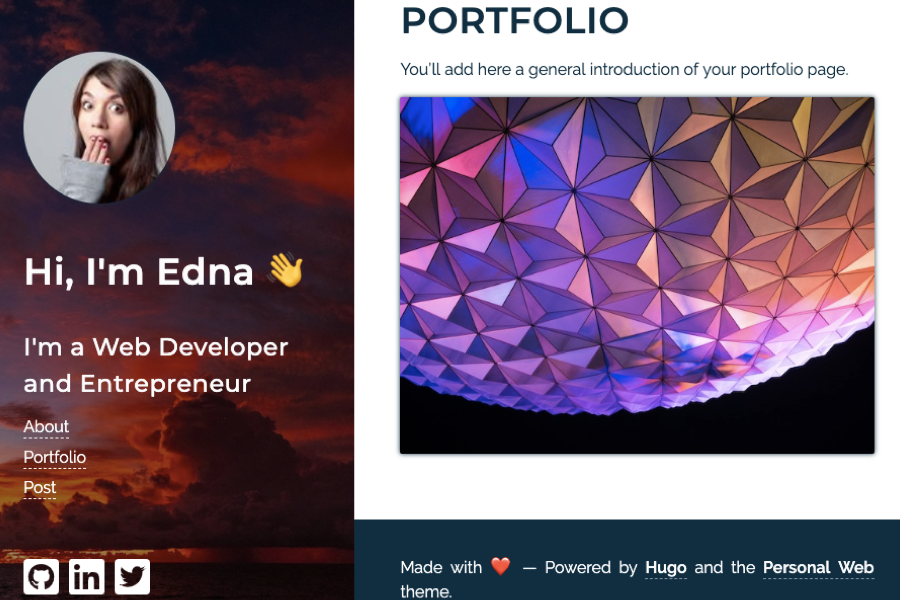 Hi, I'm Edna 👋
I'm a Web Developer
and Entrepreneur
About
Portfolio
Post
in
PORTFOLIO
You'll add here a general introduction of your portfolio page.
Made with ❤️ — Powered by Hugo and the Personal Web
theme.